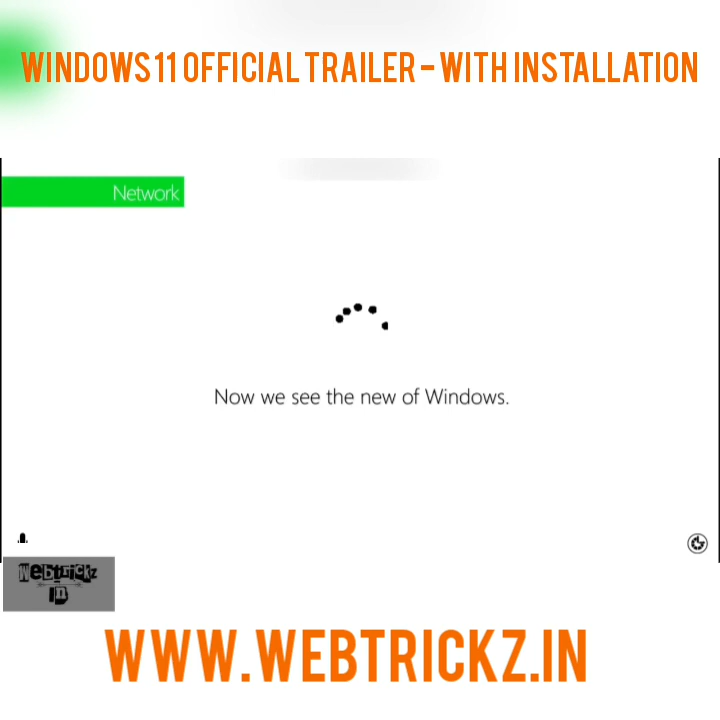 WINDOWS 11 OFFICIAL TRAILER - WITH INSTALLATION
Network
Now we see the new of Windows.
Webtrickz
In
WWW.WEBTRICKZ.IN